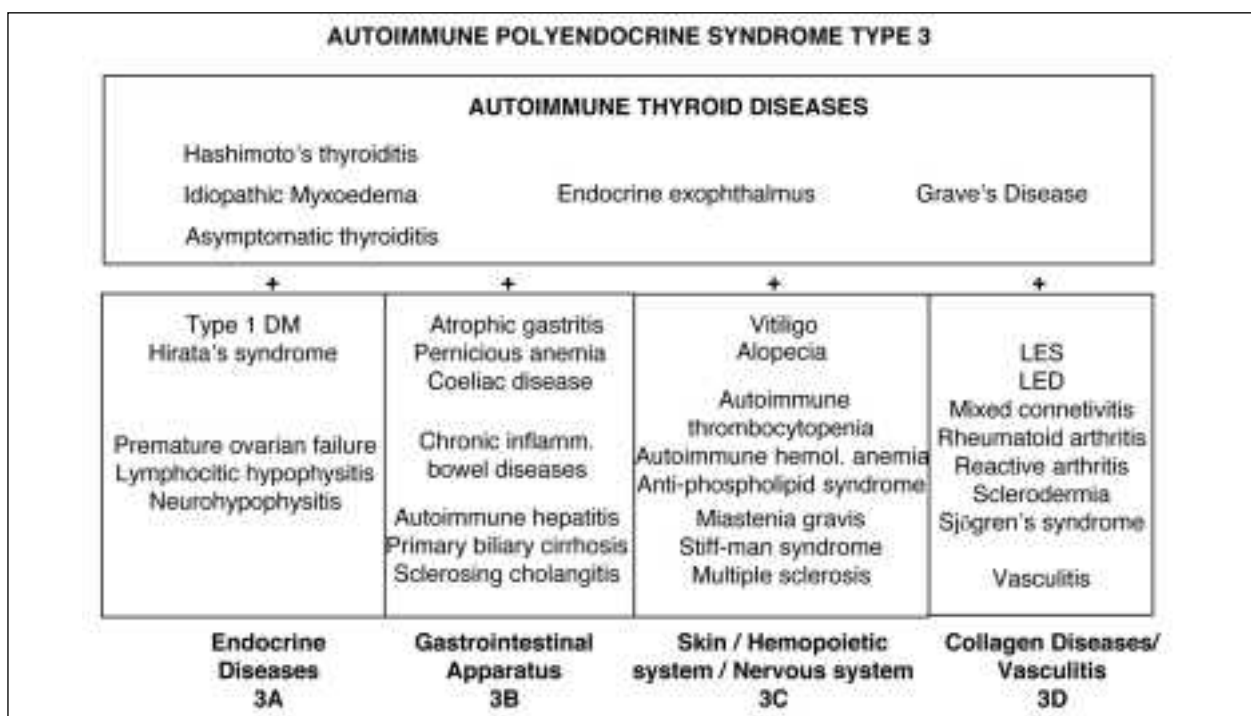 AUTOIMMUNE POLYENDOCRINE SYNDROME TYPE 3
AUTOIMMUNE THYROID DISEASES
Hashimoto's thyroiditis
Idiopathic Myxoedema
Asymptomatic thyroiditis
Endocrine exophthalmus
Grave's Disease
+
Type 1 DM
Hirata's syndrome
Premature ovarian failure
Lymphocitic hypophysitis
Neurohypophysitis
Endocrine
Diseases
3A
+
Atrophic gastritis
Pernicious anemia
Coeliac disease
Chronic inflamm.
bowel diseases
Autoimmune hepatitis
Primary biliary cirrhosis
Sclerosing cholangitis
Gastrointestinal
Apparatus
3B
+
Vitiligo
Alopecia
Autoimmune
thrombocytopenia
Autoimmune hemol. anemia
Anti-phospholipid syndrome
Miastenia gravis
Stiff-man syndrome
Multiple sclerosis
Skin / Hemopoietic
system / Nervous system
3C
+
LES
LED
Mixed connetivitis
Rheumatoid arthritis
Reactive arthritis
Sclerodermia
Sjögren's syndrome
Vasculitis
Collagen Diseases/
Vasculitis
3D